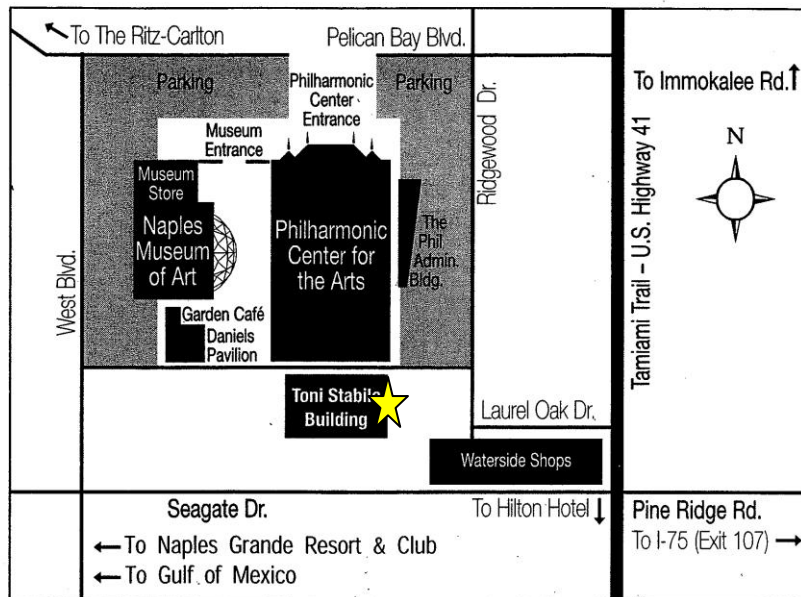 To The Ritz-Carlton
Pelican Bay Blvd.
Parking
Philharmonic
Center
Entrance
Parking
To Immokalee Rd.
Museum
Entrance
Ridgewood Dr.
N
Museum
Store
Naples
Museum
of Art
Philharmonic
Center for
the Arts
The
Phil
Admin.
Bldg.
West Blvd.
Tamiami Trail – U.S. Highway 41
Garden Café
Daniels
Pavilion
Toni Stabile
Building
Laurel Oak Dr.
Waterside Shops
Seagate Dr.
To Hilton Hotel
Pine Ridge Rd.
To I-75 (Exit 107)
To Naples Grande Resort & Club
To Gulf of Mexico